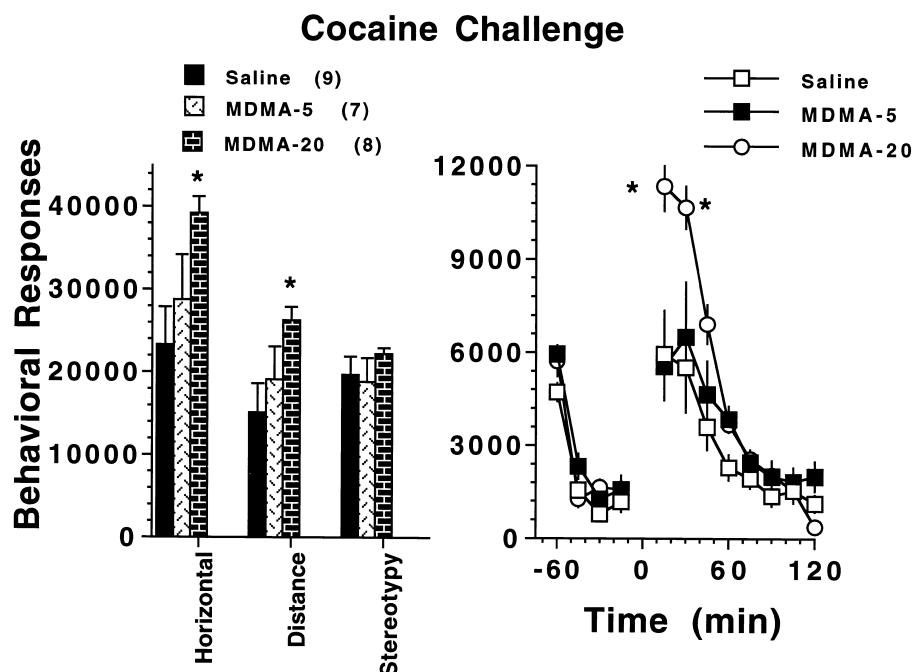 Cocaine Challenge
Saline (9)
MDMA-5 (7)
MDMA-20 (8)
Behavioral Responses
40000
30000
20000
10000
0
*
*
Horizontal
Distance
Stereotypy
Saline
MDMA-5
MDMA-20
12000
9000
6000
3000
0
*
*
-60 0 60 120
Time (min)